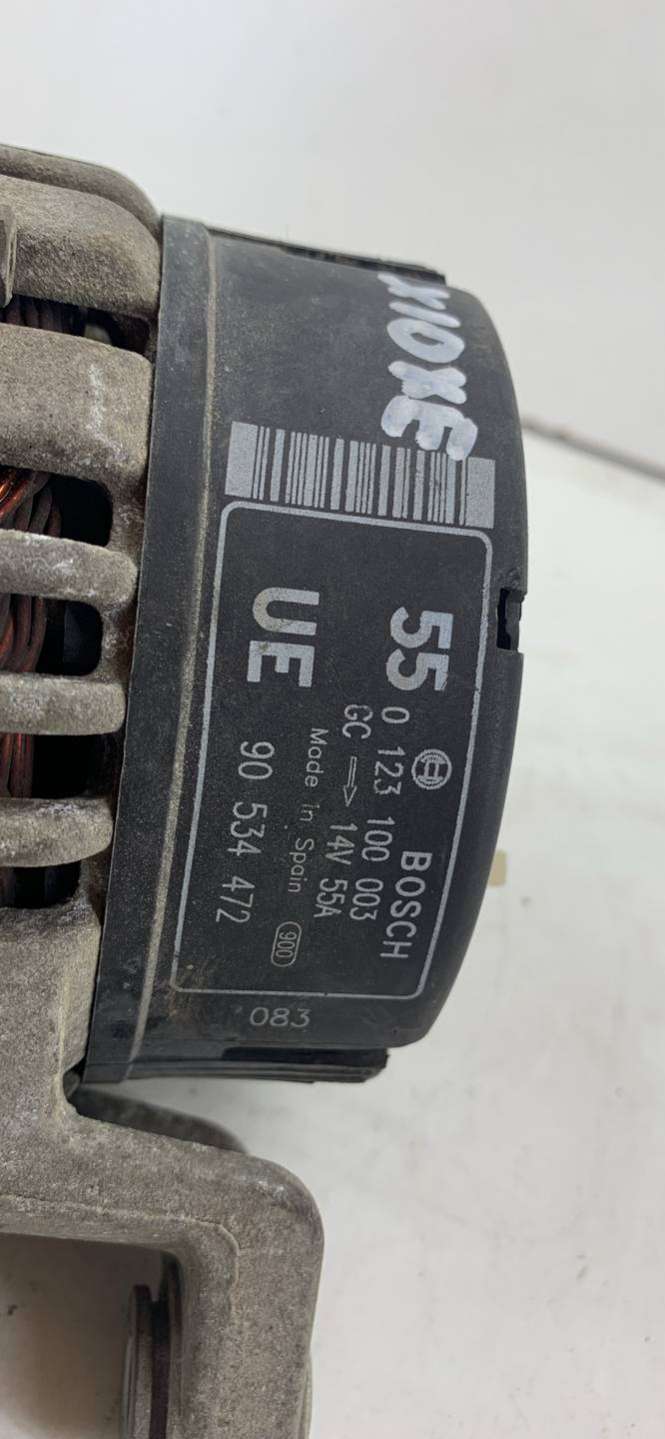 X10XE
55
UE
BOSCH
0 123 100 003
GC ⇨ 14V 55A
Made in Spain 900
90 534 472
083